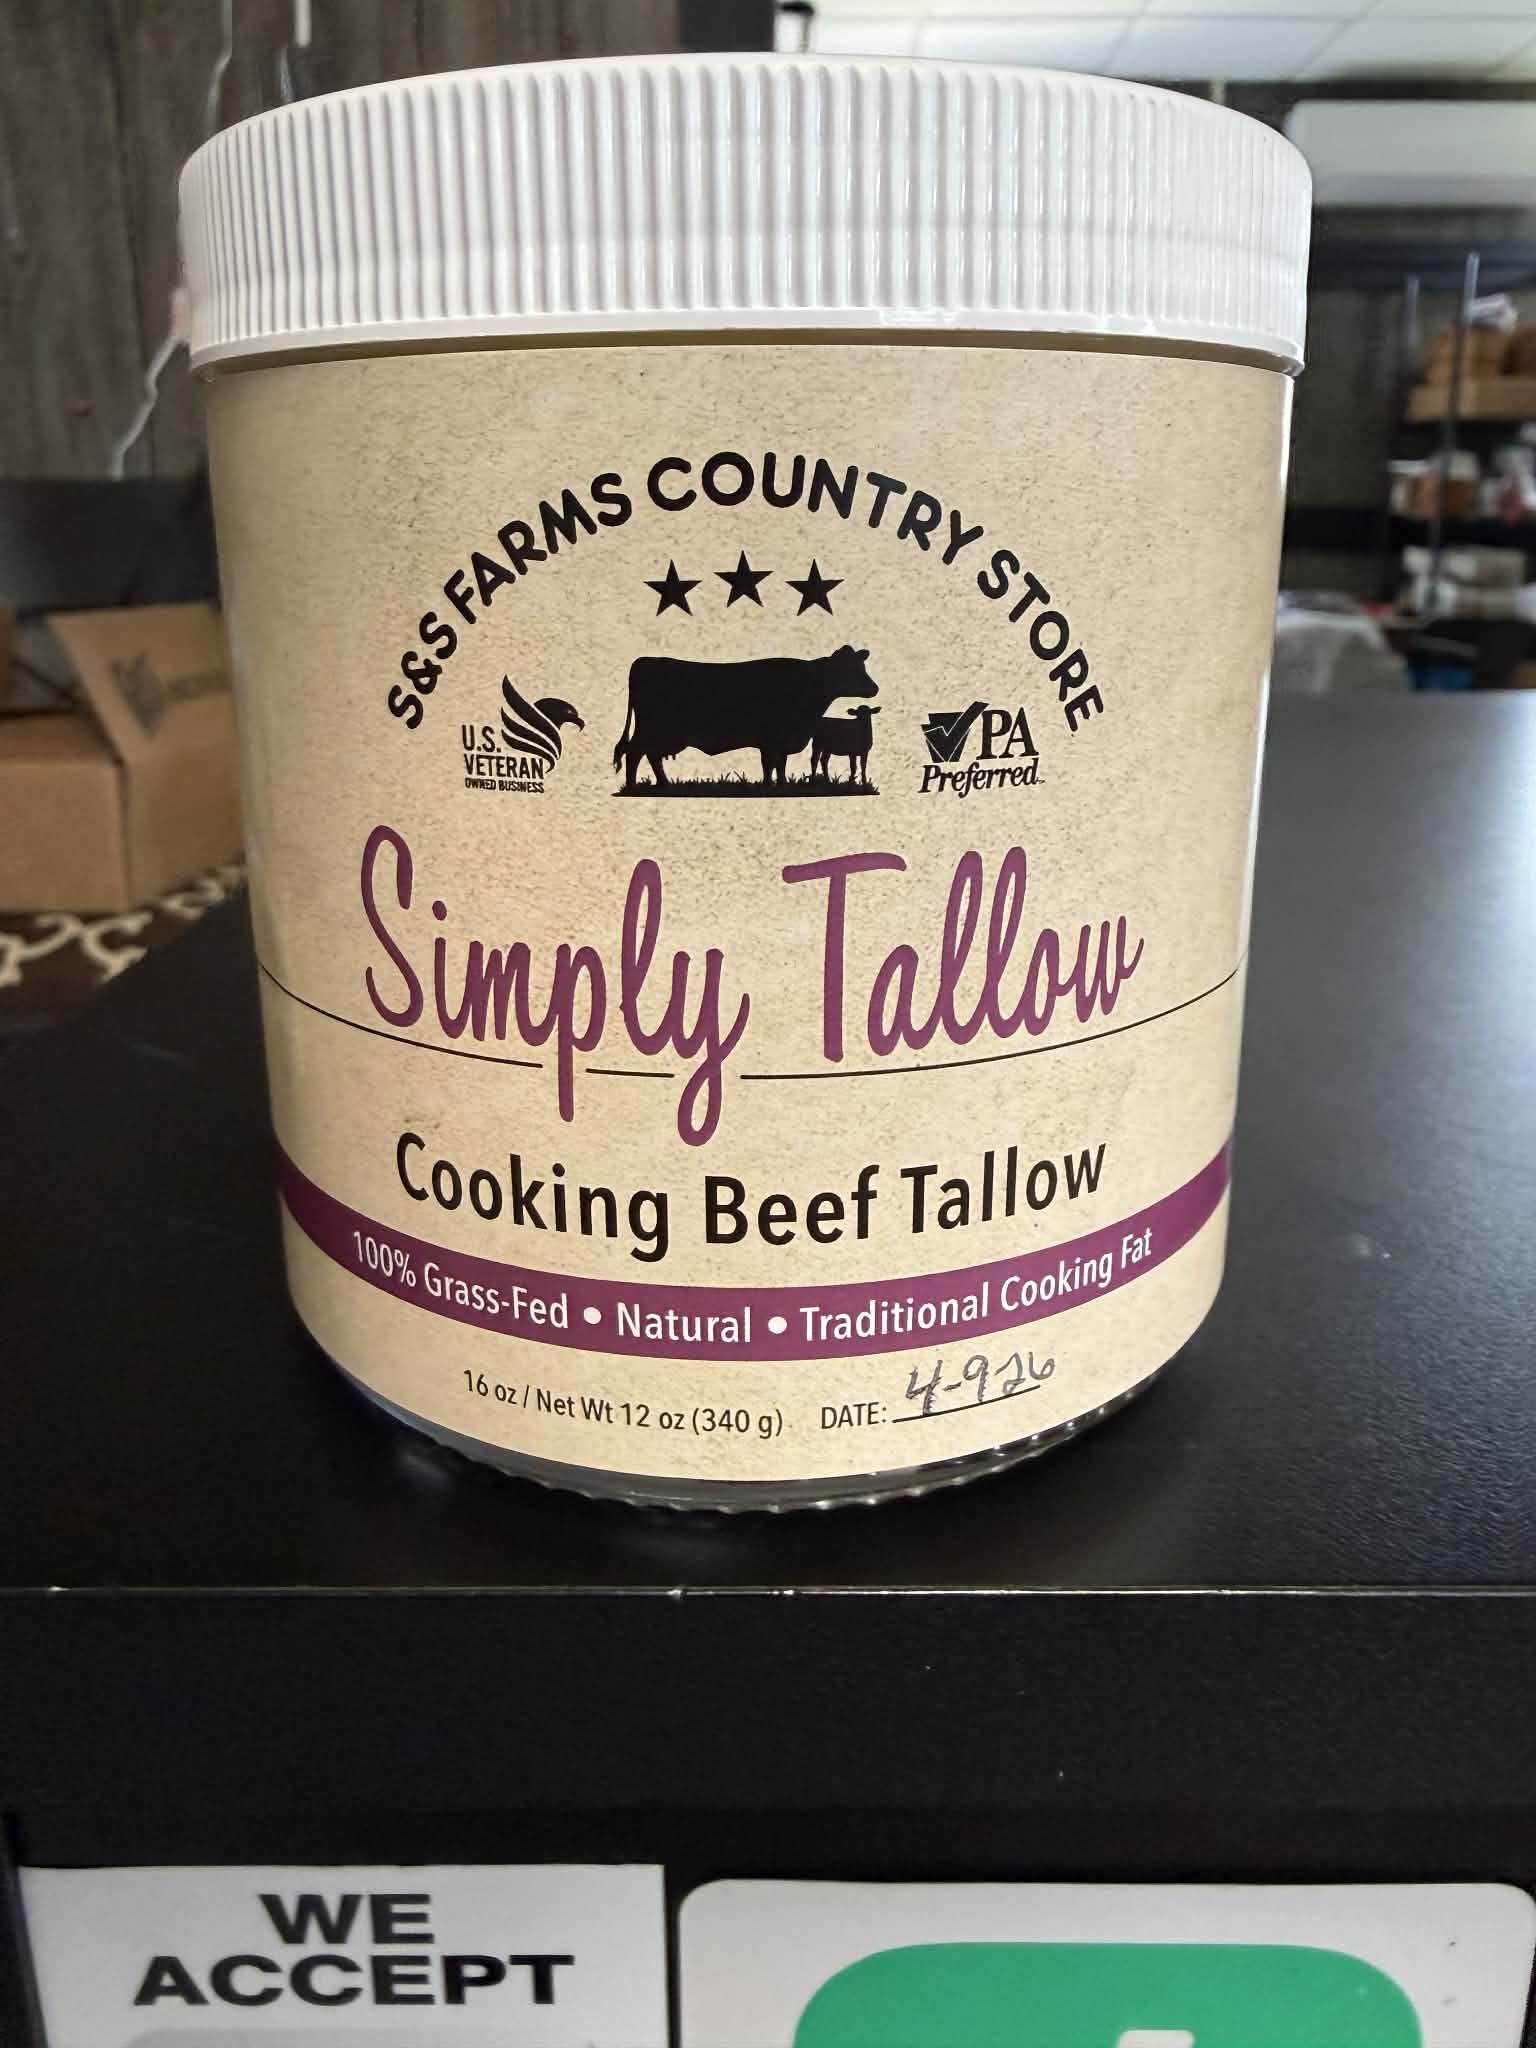 S&S FARMS COUNTRY STORE
U.S.
VETERAN
OWNED BUSINESS
PA
Preferred™
Simply Tallow
Cooking Beef Tallow
100% Grass-Fed • Natural • Traditional Cooking Fat
16 oz / Net Wt 12 oz (340 g) DATE: 4-9-26
WE
ACCEPT